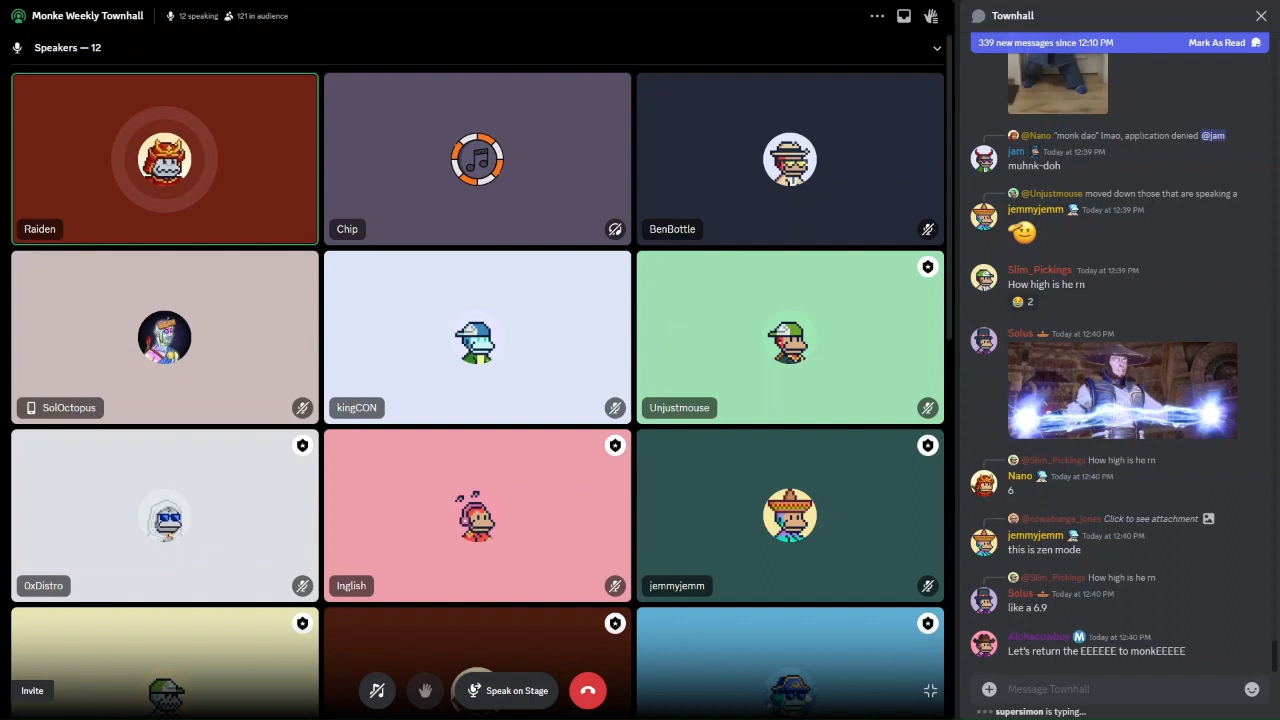 Monke Weekly Townhall
12 speaking
121 in audience
Speakers — 12
Raiden
Chip
BenBottle
SolOctopus
kingCON
Unjustmouse
0xDistro
Inglish
jemmyjemm
Invite
Speak on Stage
Townhall
339 new messages since 12:10 PM
Mark As Read
@Nano "monk dao" lmao, application denied @jam
jam Today at 12:39 PM
muhnk-doh
@Unjustmouse moved down those that are speaking a
jemmyjemm Today at 12:39 PM
Slim_Pickings Today at 12:39 PM
How high is he rn
2
Solus Today at 12:40 PM
@Slim_Pickings How high is he rn
Nano Today at 12:40 PM
6
@cowabunga_jones Click to see attachment
jemmyjemm Today at 12:40 PM
this is zen mode
@Slim_Pickings How high is he rn
Solus Today at 12:40 PM
like a 6.9
Alohacowboy M Today at 12:40 PM
Let's return the EEEEEE to monkEEEEE
Message Townhall
supersimon is typing...